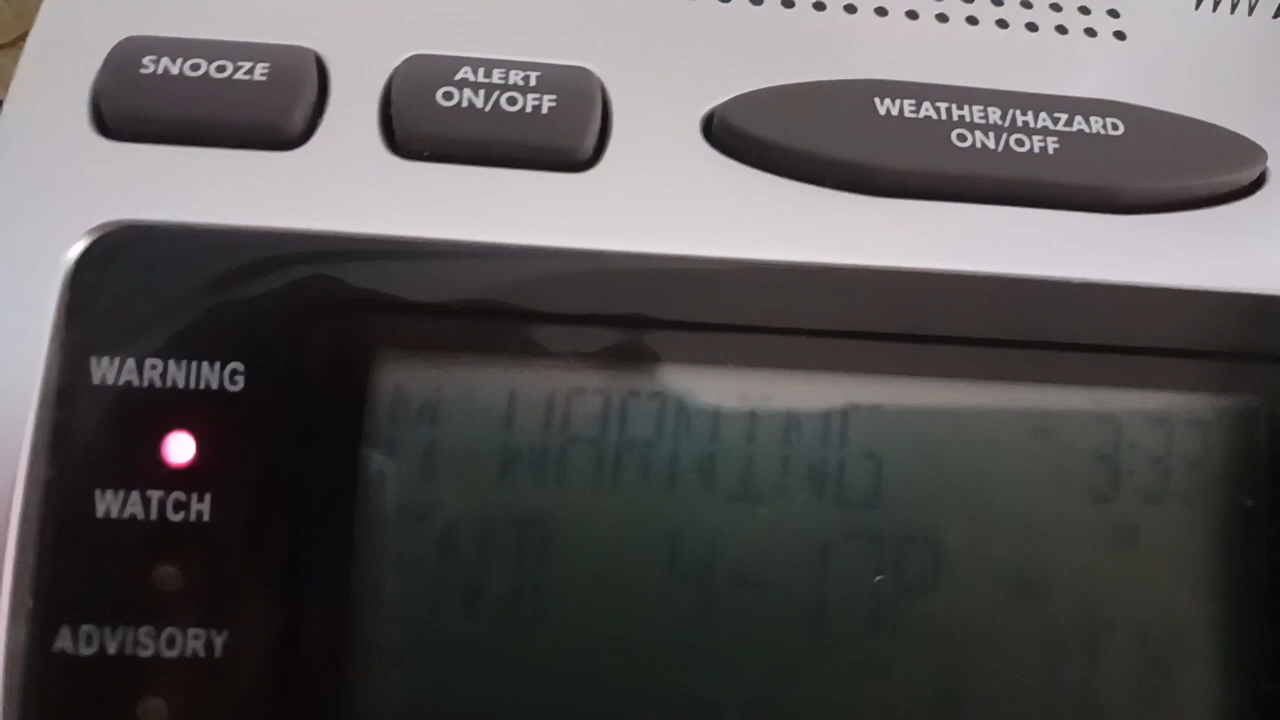 SNOOZE
ALERT
ON/OFF
WEATHER/HAZARD
ON/OFF
WARNING
WATCH
ADVISORY
WARNING